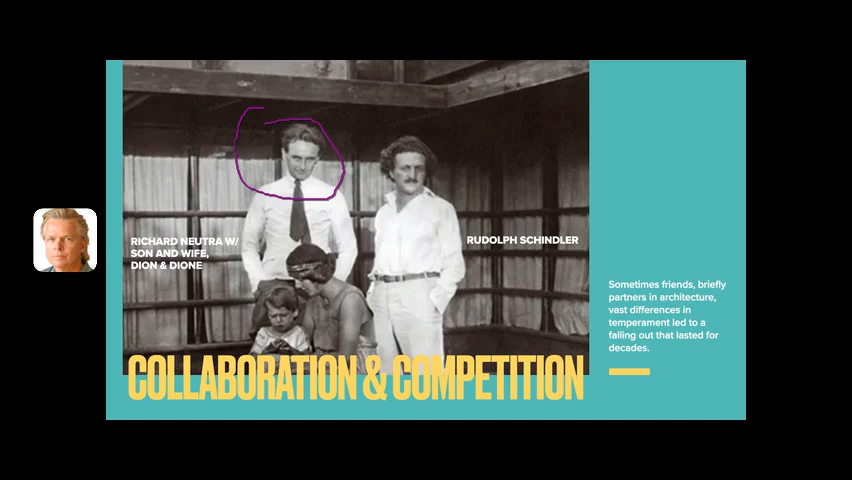 RICHARD NEUTRA W/
SON AND WIFE,
DION & DIONE
RUDOLPH SCHINDLER
Sometimes friends, briefly
partners in architecture,
vast differences in
temperament led to a
falling out that lasted for
decades.
COLLABORATION & COMPETITION